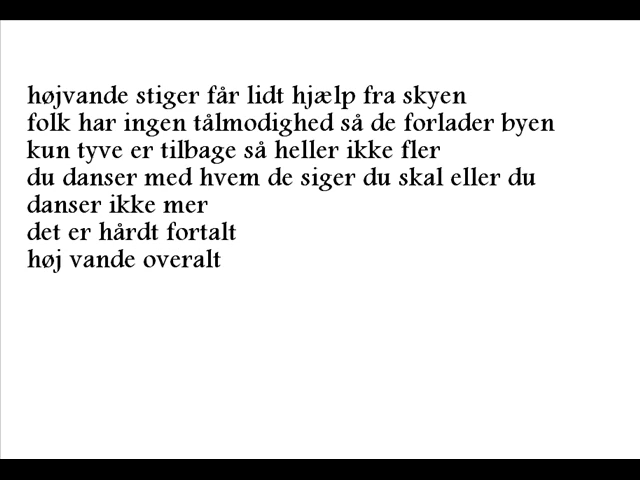 højvande stiger får lidt hjælp fra skyen
folk har ingen tålmodighed så de forlader byen
kun tyve er tilbage så heller ikke fler
du danser med hvem de siger du skal eller du
danser ikke mer
det er hårdt fortalt
høj vande overalt